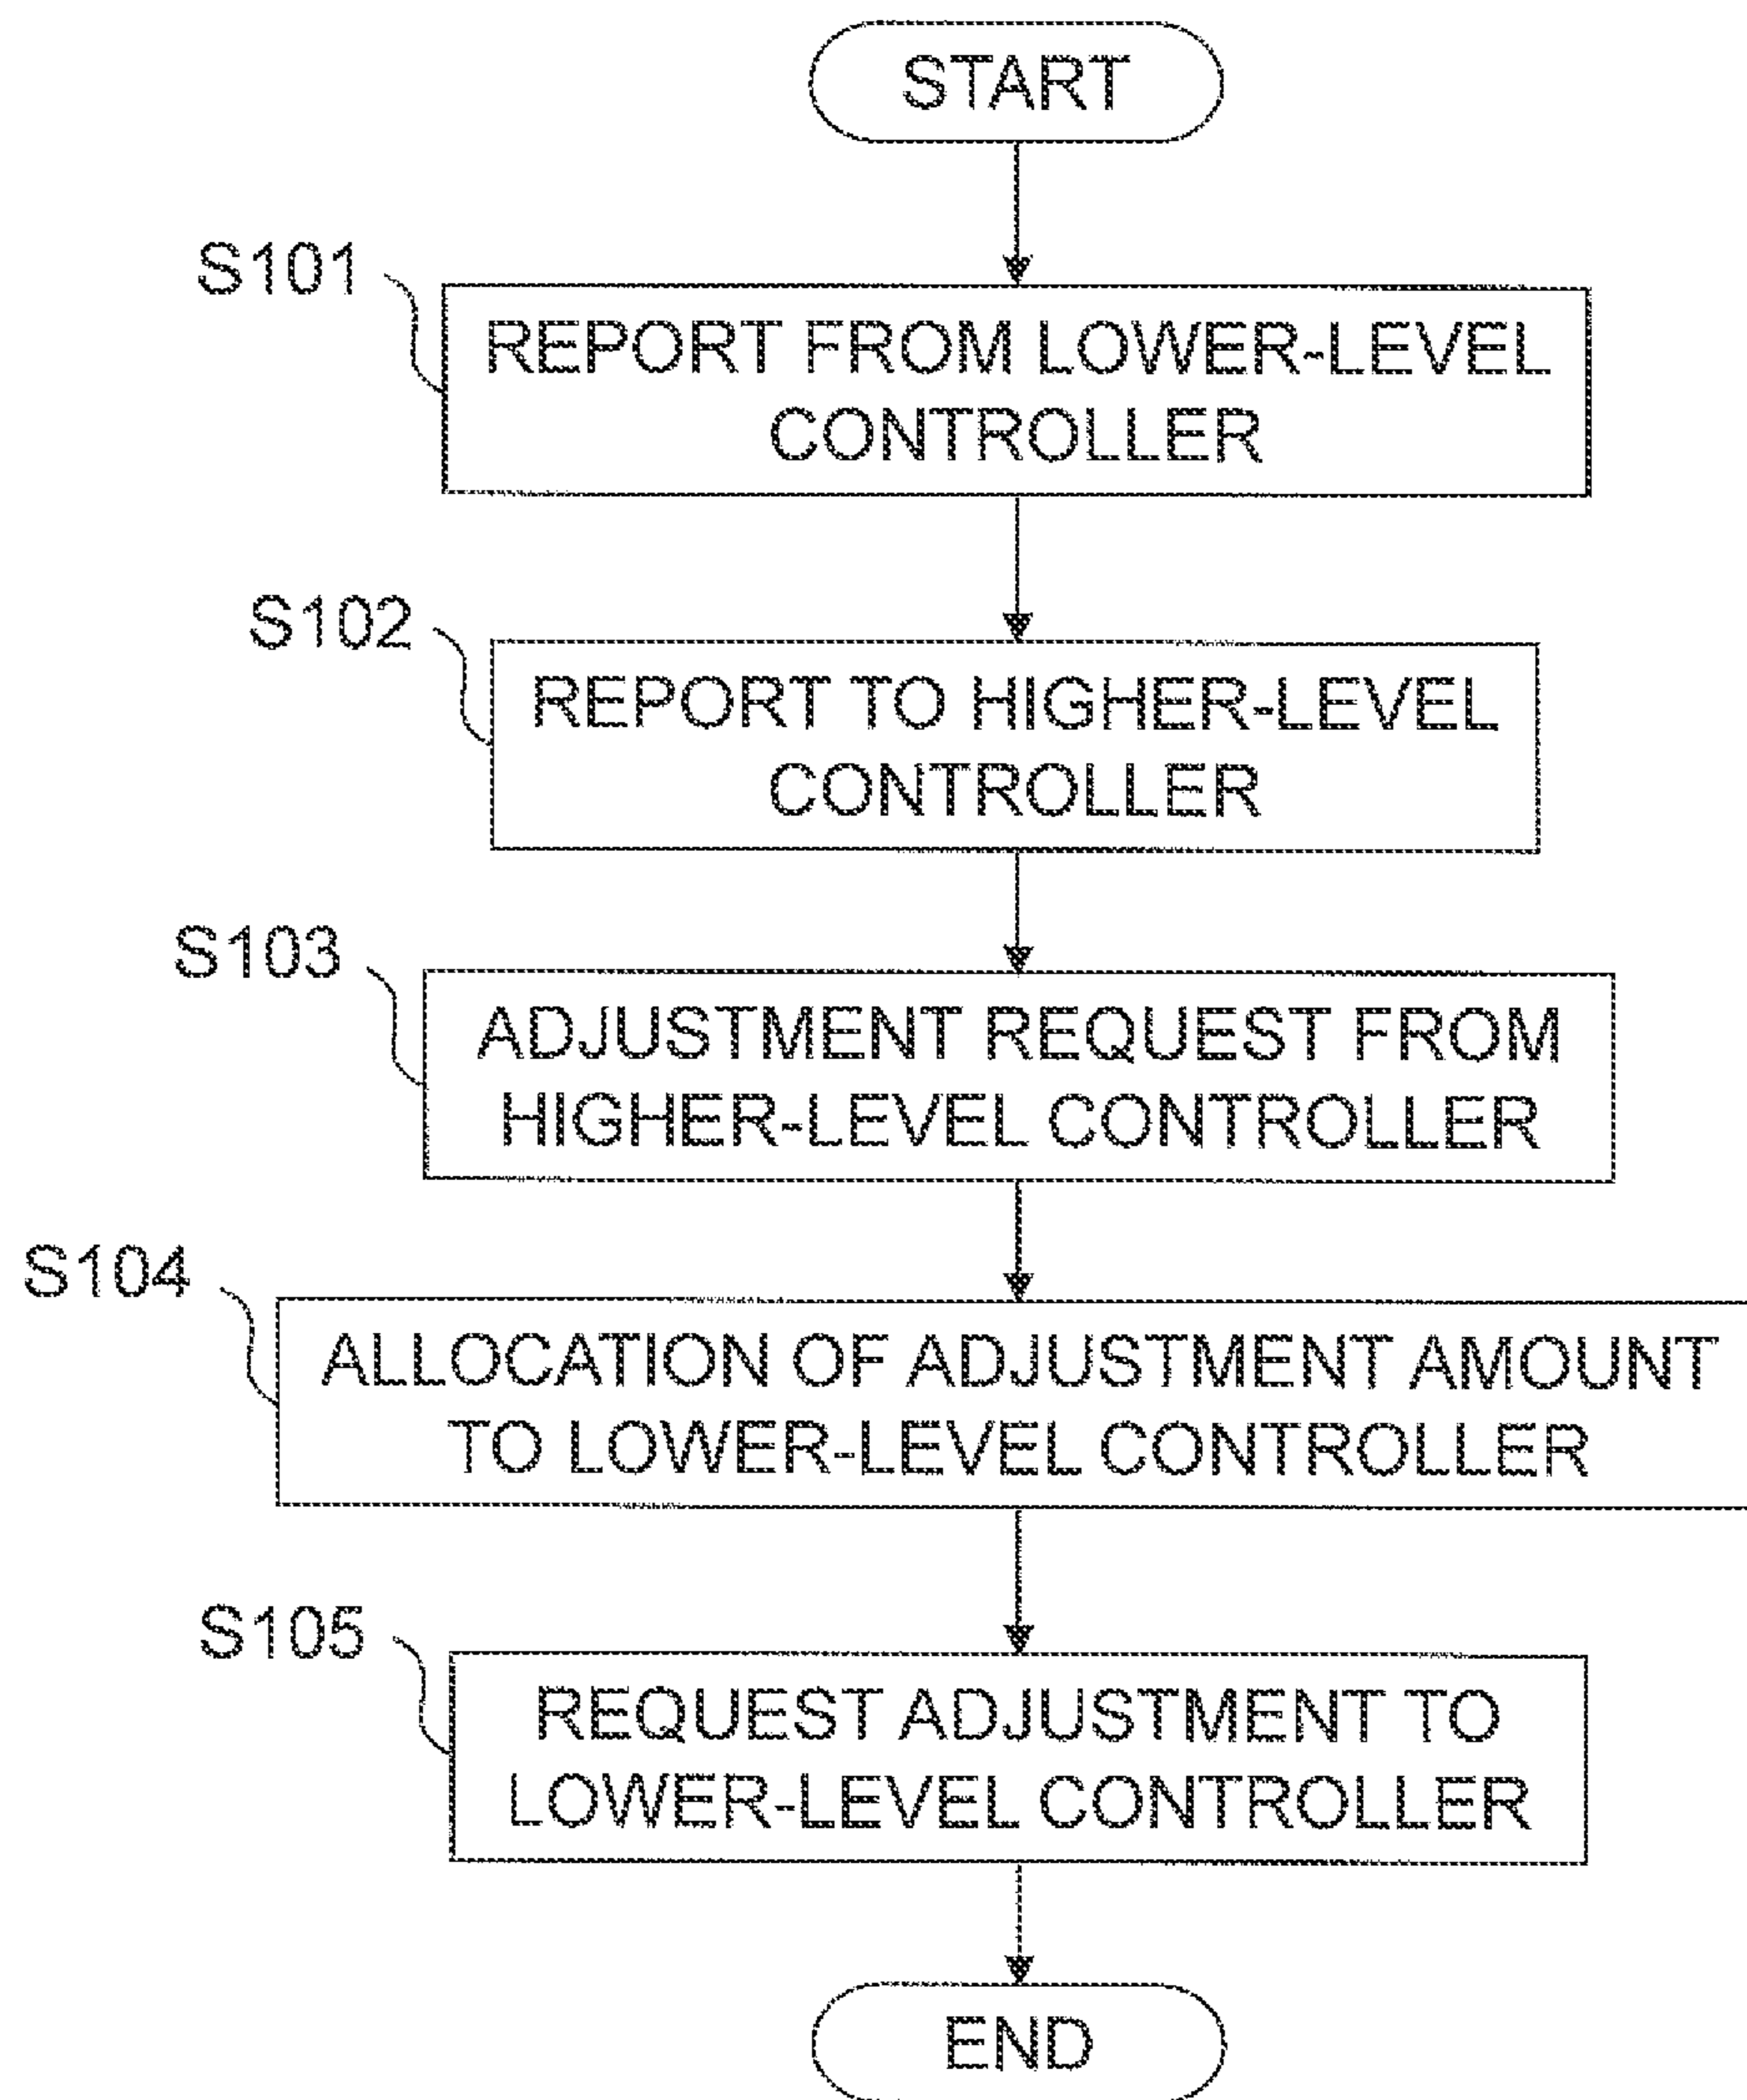 START
S101
REPORT FROM LOWER-LEVEL
CONTROLLER
S102
REPORT TO HIGHER-LEVEL
CONTROLLER
S103
ADJUSTMENT REQUEST FROM
HIGHER-LEVEL CONTROLLER
S104
ALLOCATION OF ADJUSTMENT AMOUNT
TO LOWER-LEVEL CONTROLLER
S105
REQUEST ADJUSTMENT TO
LOWER-LEVEL CONTROLLER
END